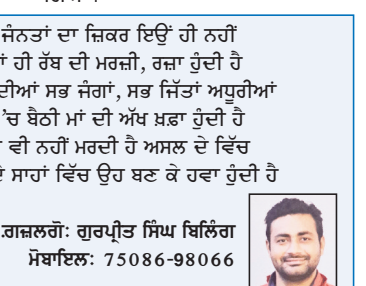 ਜੰਨਤਾਂ ਦਾ ਜ਼ਿਕਰ ਇਉਂ ਹੀ ਨਹੀਂ
ਹੀ ਰੱਬ ਦੀ ਮਰਜ਼ੀ, ਰਜ਼ਾ ਹੁੰਦੀ ਹੈ
ਸਭ ਜੰਗਾਂ, ਸਭ ਜਿੱਤਾਂ ਅਧੂਰੀਆਂ
'ਚ ਬੈਠੀ ਮਾਂ ਦੀ ਅੱਖ ਖ਼ਫ਼ਾ ਹੁੰਦੀ ਹੈ
ਵੀ ਨਹੀਂ ਮਰਦੀ ਹੈ ਅਸਲ ਦੇ ਵਿੱਚ
ਸਾਹਾਂ ਵਿੱਚ ਉਹ ਬਣ ਕੇ ਹਵਾ ਹੁੰਦੀ ਹੈ
.ਗਜ਼ਲਗੋ: ਗੁਰਪ੍ਰੀਤ ਸਿੰਘ ਬਿਲਿੰਗ
ਮੋਬਾਇਲ: 75086-98066